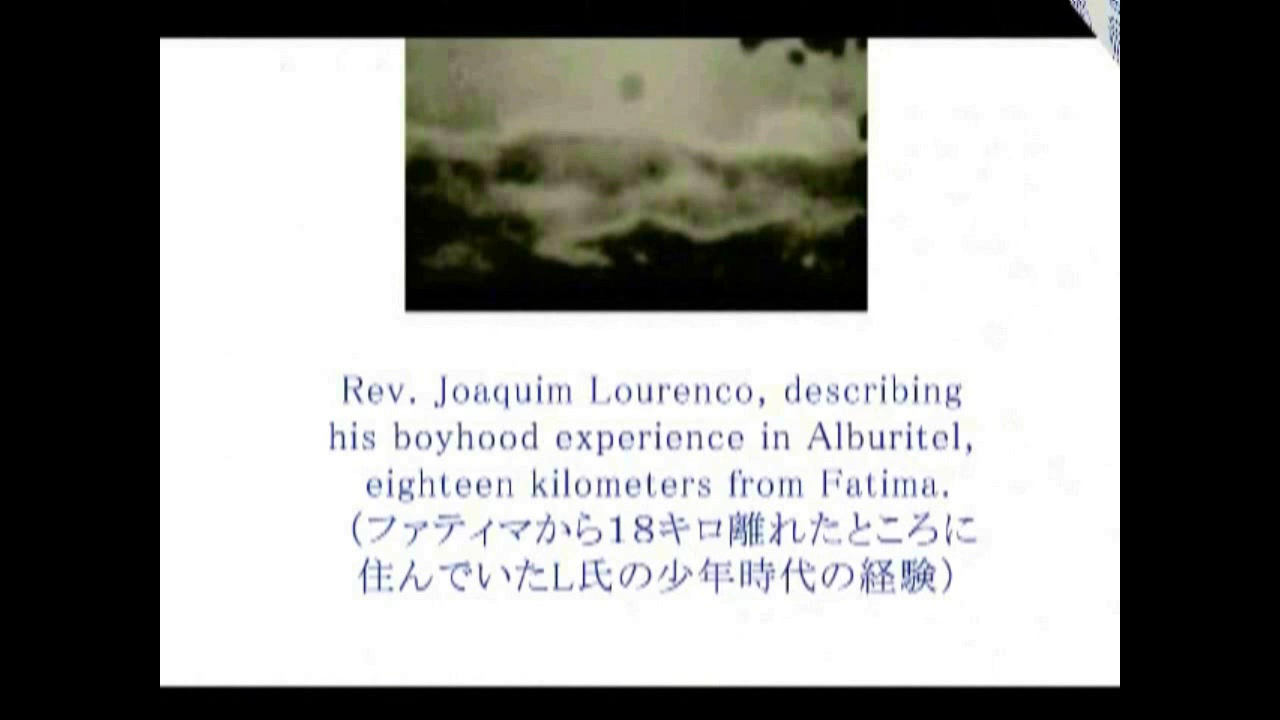 Rev. Joaquim Lourenco, describing
his boyhood experience in Alburitel,
eighteen kilometers from Fatima.
(ファティマから18キロ離れたところに
住んでいたL氏の少年時代の経験)